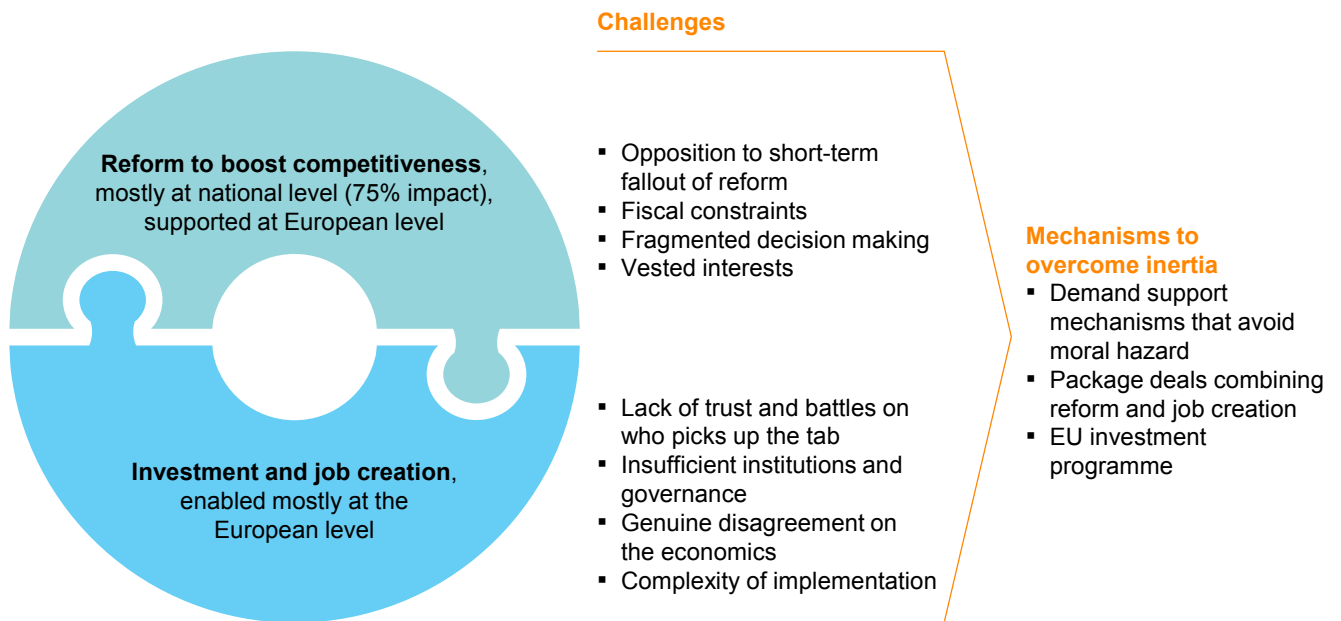 Challenges
Reform to boost competitiveness,
mostly at national level (75% impact),
supported at European level
▪ Opposition to short-term
fallout of reform
▪ Fiscal constraints
▪ Fragmented decision making
▪ Vested interests
Investment and job creation,
enabled mostly at the
European level
▪ Lack of trust and battles on
who picks up the tab
▪ Insufficient institutions and
governance
▪ Genuine disagreement on
the economics
▪ Complexity of implementation
Mechanisms to
overcome inertia
▪ Demand support
mechanisms that avoid
moral hazard
▪ Package deals combining
reform and job creation
▪ EU investment
programme